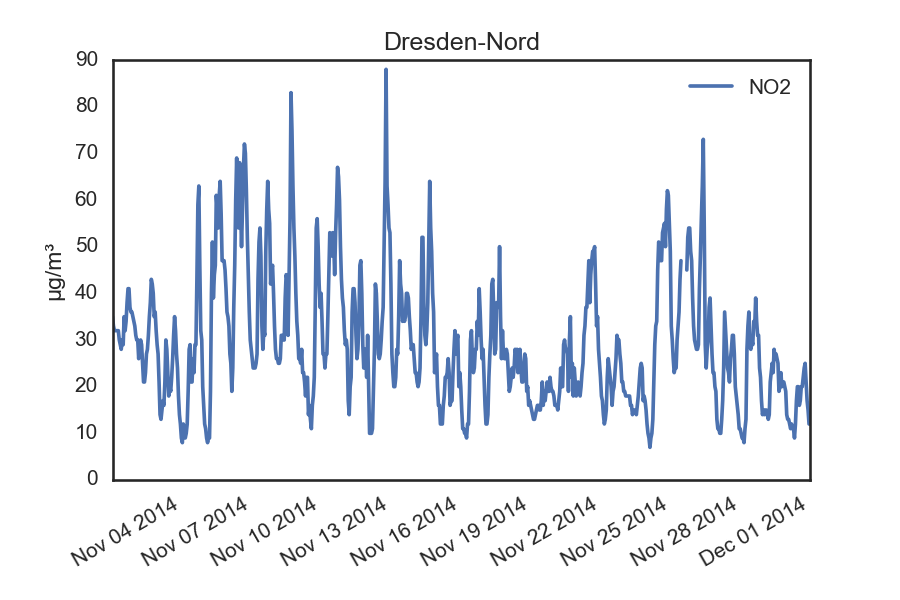 Dresden-Nord
90
80
70
60
50
40
30
20
10
0
µg/m³
NO2
Nov 04 2014
Nov 07 2014
Nov 10 2014
Nov 13 2014
Nov 16 2014
Nov 19 2014
Nov 22 2014
Nov 25 2014
Nov 28 2014
Dec 01 2014